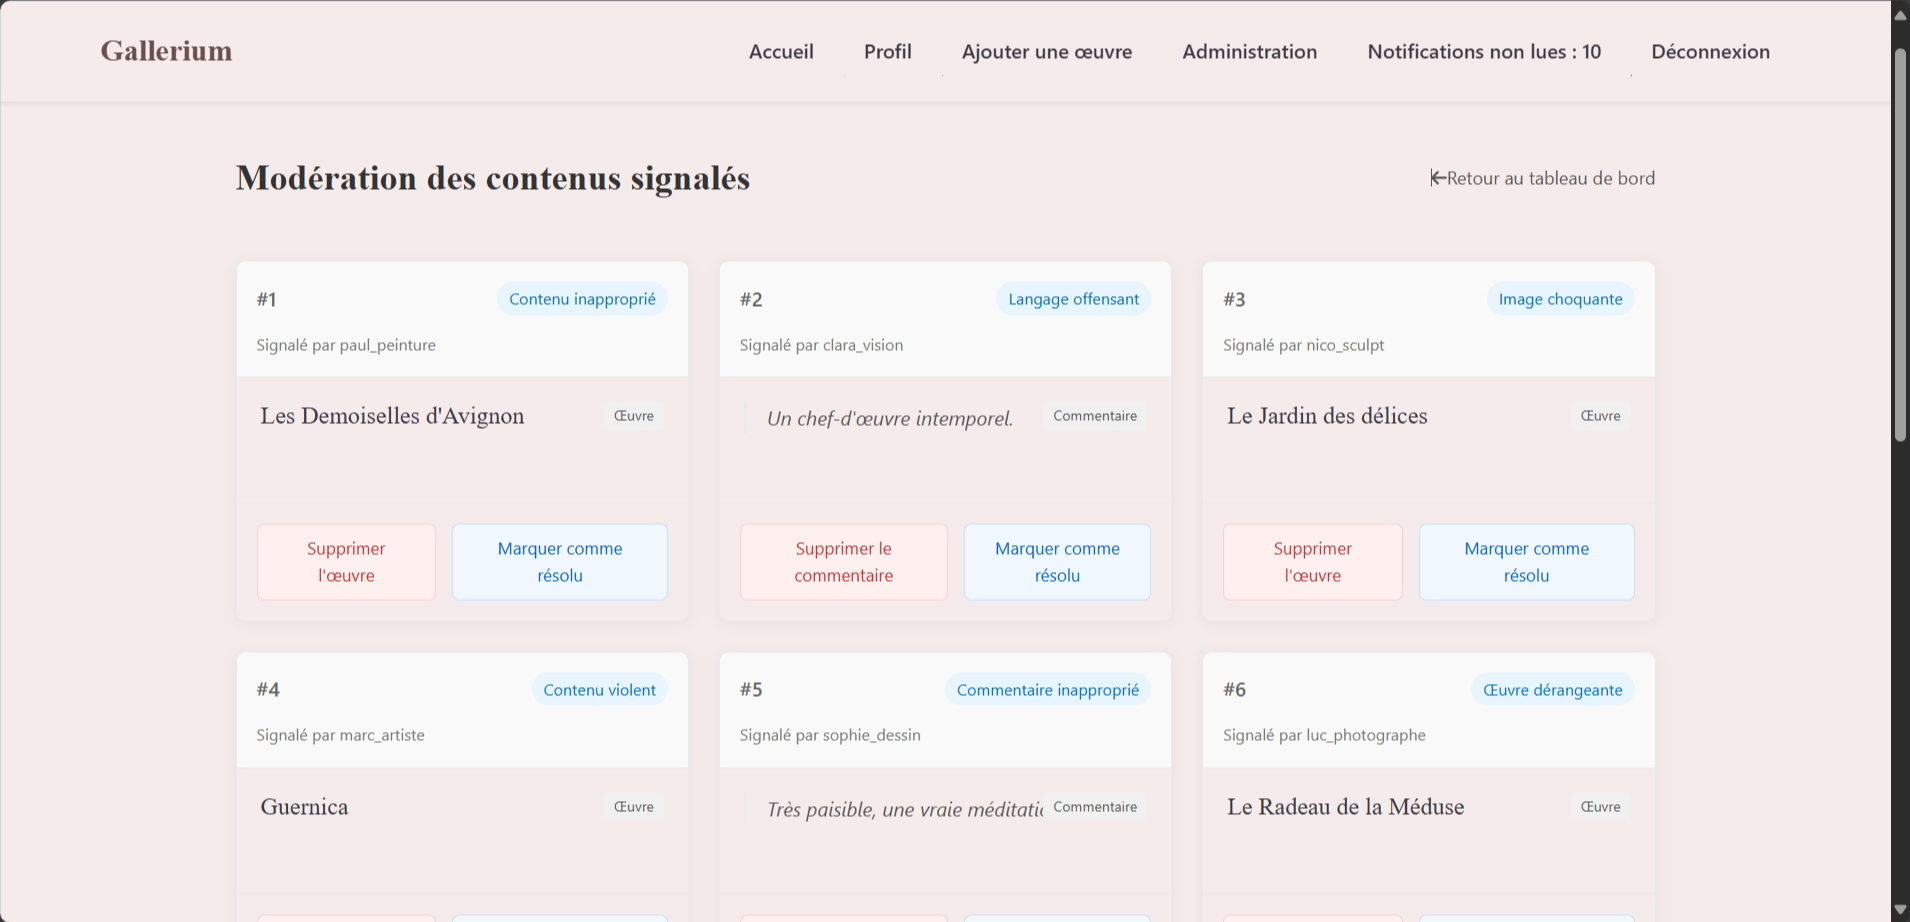 Gallerium
Accueil
Profil
Ajouter une œuvre
Administration
Notifications non lues : 10
Déconnexion
Modération des contenus signalés
←Retour au tableau de bord
#1
Contenu inapproprié
Signalé par paul_peinture
Les Demoiselles d'Avignon
Œuvre
Supprimer
l'œuvre
Marquer comme
résolu
#2
Langage offensant
Signalé par clara_vision
Un chef-d'œuvre intemporel.
Commentaire
Supprimer le
commentaire
Marquer comme
résolu
#3
Image choquante
Signalé par nico_sculpt
Le Jardin des délices
Œuvre
Supprimer
l'œuvre
Marquer comme
résolu
#4
Contenu violent
Signalé par marc_artiste
Guernica
Œuvre
#5
Commentaire inapproprié
Signalé par sophie_dessin
Très paisible, une vraie méditatic
Commentaire
#6
Œuvre dérangeante
Signalé par luc_photographe
Le Radeau de la Méduse
Œuvre